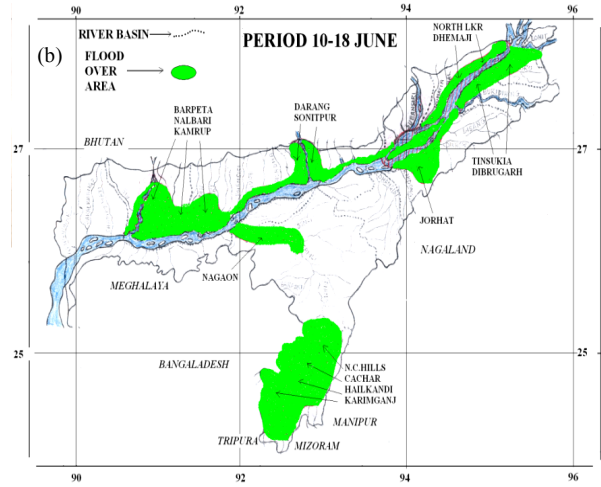 90
92
94
96
(b)
RIVER BASIN
FLOOD
OVER
AREA
PERIOD 10-18 JUNE
NORTH LKR
DHEMAJI
BARPETA
NALBARI
KAMRUP
DARANG
SONITPUR
BHUTAN
27
27
TINSUKIA
DIBRUGARH
JORHAT
NAGALAND
NAGAON
MEGHALAYA
25
25
BANGALADESH
N.C.HILLS
CACHAR
HAILKANDI
KARIMGANJ
MANIPUR
TRIPURA
MIZORAM
90
92
94
96